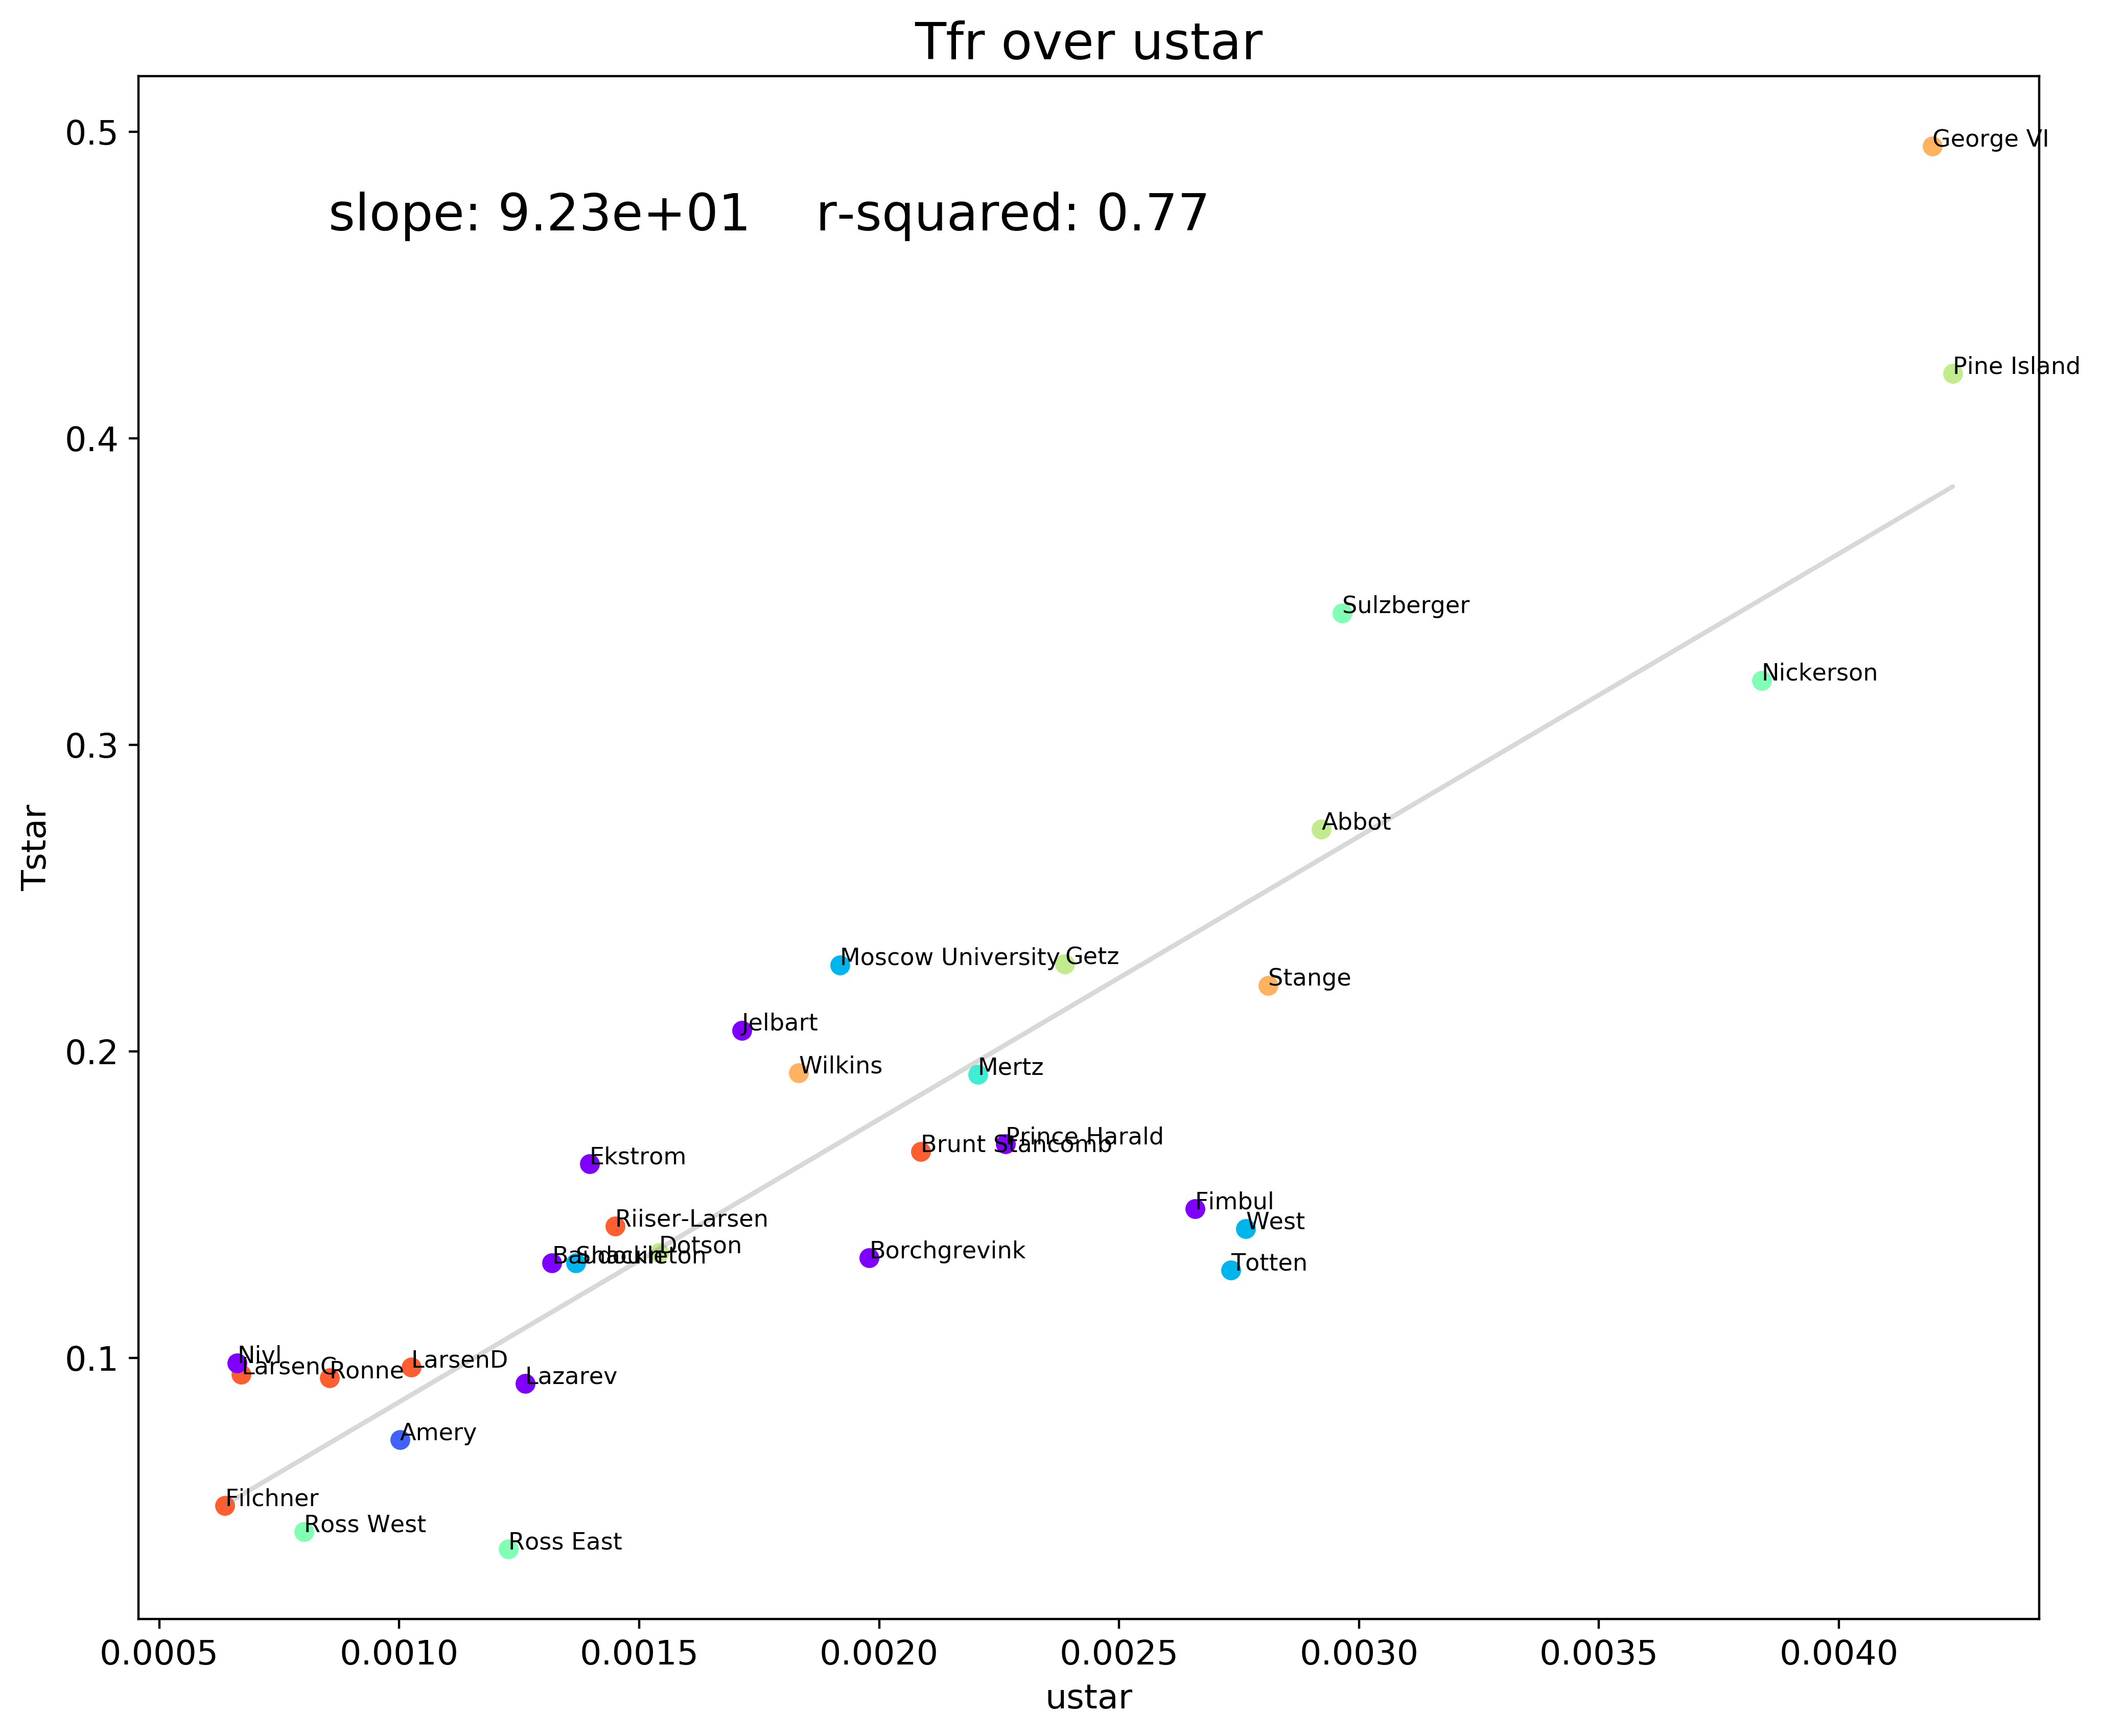 Tfr over ustar
slope: 9.23e+01 r-squared: 0.77
Tstar
0.5
0.4
0.3
0.2
0.1
George VI
Pine Island
Sulzberger
Nickerson
Abbot
Moscow University
Getz
Stange
Jelbart
Wilkins
Mertz
Prince Harald
Brunt Stancomb
Ekstrom
Fimbul
Riiser-Larsen
West
Dotson
Borchgrevink
Baudouin
Shackleton
Totten
Nivl
LarsenC
Ronne
LarsenD
Lazarev
Amery
Filchner
Ross West
Ross East
0.0005 0.0010 0.0015 0.0020 0.0025 0.0030 0.0035 0.0040
ustar